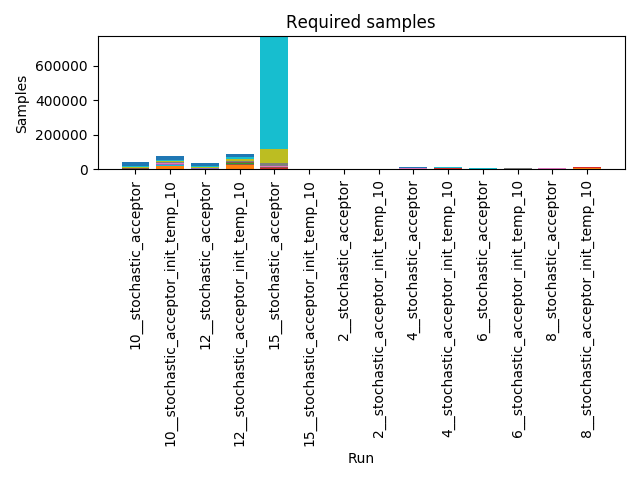 Required samples
Samples
600000
400000
200000
0
10__stochastic_acceptor
10__stochastic_acceptor_init_temp_10
12__stochastic_acceptor
12__stochastic_acceptor_init_temp_10
15__stochastic_acceptor
15__stochastic_acceptor_init_temp_10
2__stochastic_acceptor
2__stochastic_acceptor_init_temp_10
4__stochastic_acceptor
4__stochastic_acceptor_init_temp_10
6__stochastic_acceptor
6__stochastic_acceptor_init_temp_10
8__stochastic_acceptor
8__stochastic_acceptor_init_temp_10
Run